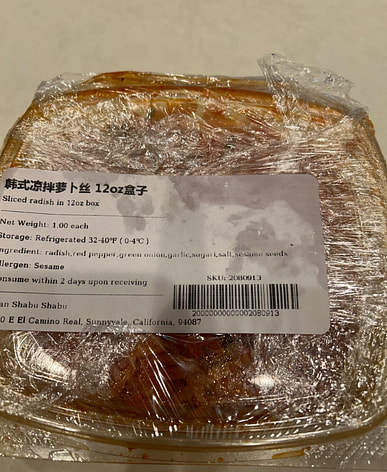 韩式凉拌萝卜丝 12oz盒子
Sliced radish in 12oz box
Net Weight: 1.00 each
Storage: Refrigerated 32-40°F ( 0-4°C )
ngredient: radish,red pepper,green onion,garlic,sugar,salt,sesame seeds
llergen: Sesame
onsume within 2 days upon receiving
SKU: 2080913
20000000000002080913
an Shabu Shabu
0 E El Camino Real, Sunnyvale, California, 94087